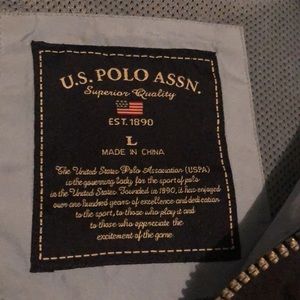 U.S. POLO ASSN.
Superior Quality
EST. 1890
L
MADE IN CHINA
The United States Polo Association (USPA)
is the governing body for the sport of polo
in the United States. Founded in 1890, it has enjoyed
over one hundred years of excellence and dedication
to the sport, to those who play it and
to those who appreciate the
excitement of the game.